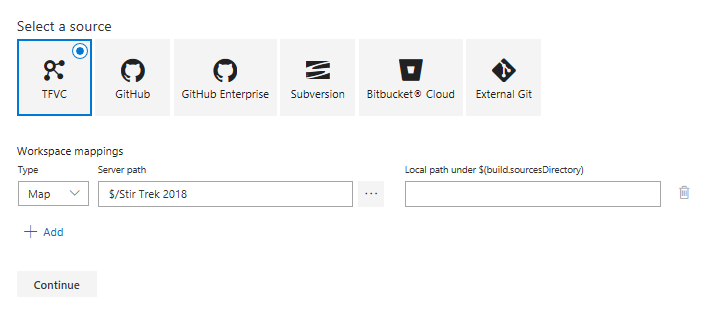 Select a source
TFVC GitHub GitHub Enterprise Subversion Bitbucket® Cloud External Git
Workspace mappings
Type Server path Local path under $(build.sourcesDirectory)
Map $/Stir Trek 2018 ...
Add
Continue